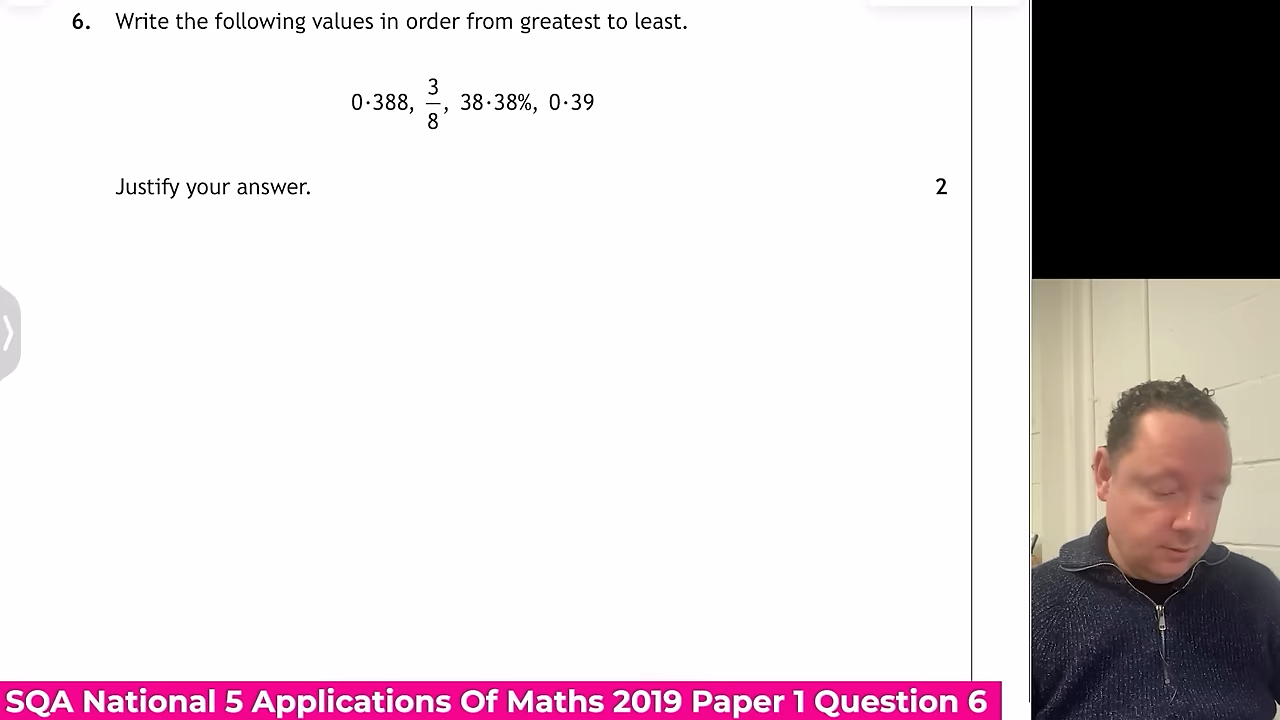 6. Write the following values in order from greatest to least.
0·388, 3/8, 38·38%, 0·39
Justify your answer. 2
SQA National 5 Applications Of Maths 2019 Paper 1 Question 6